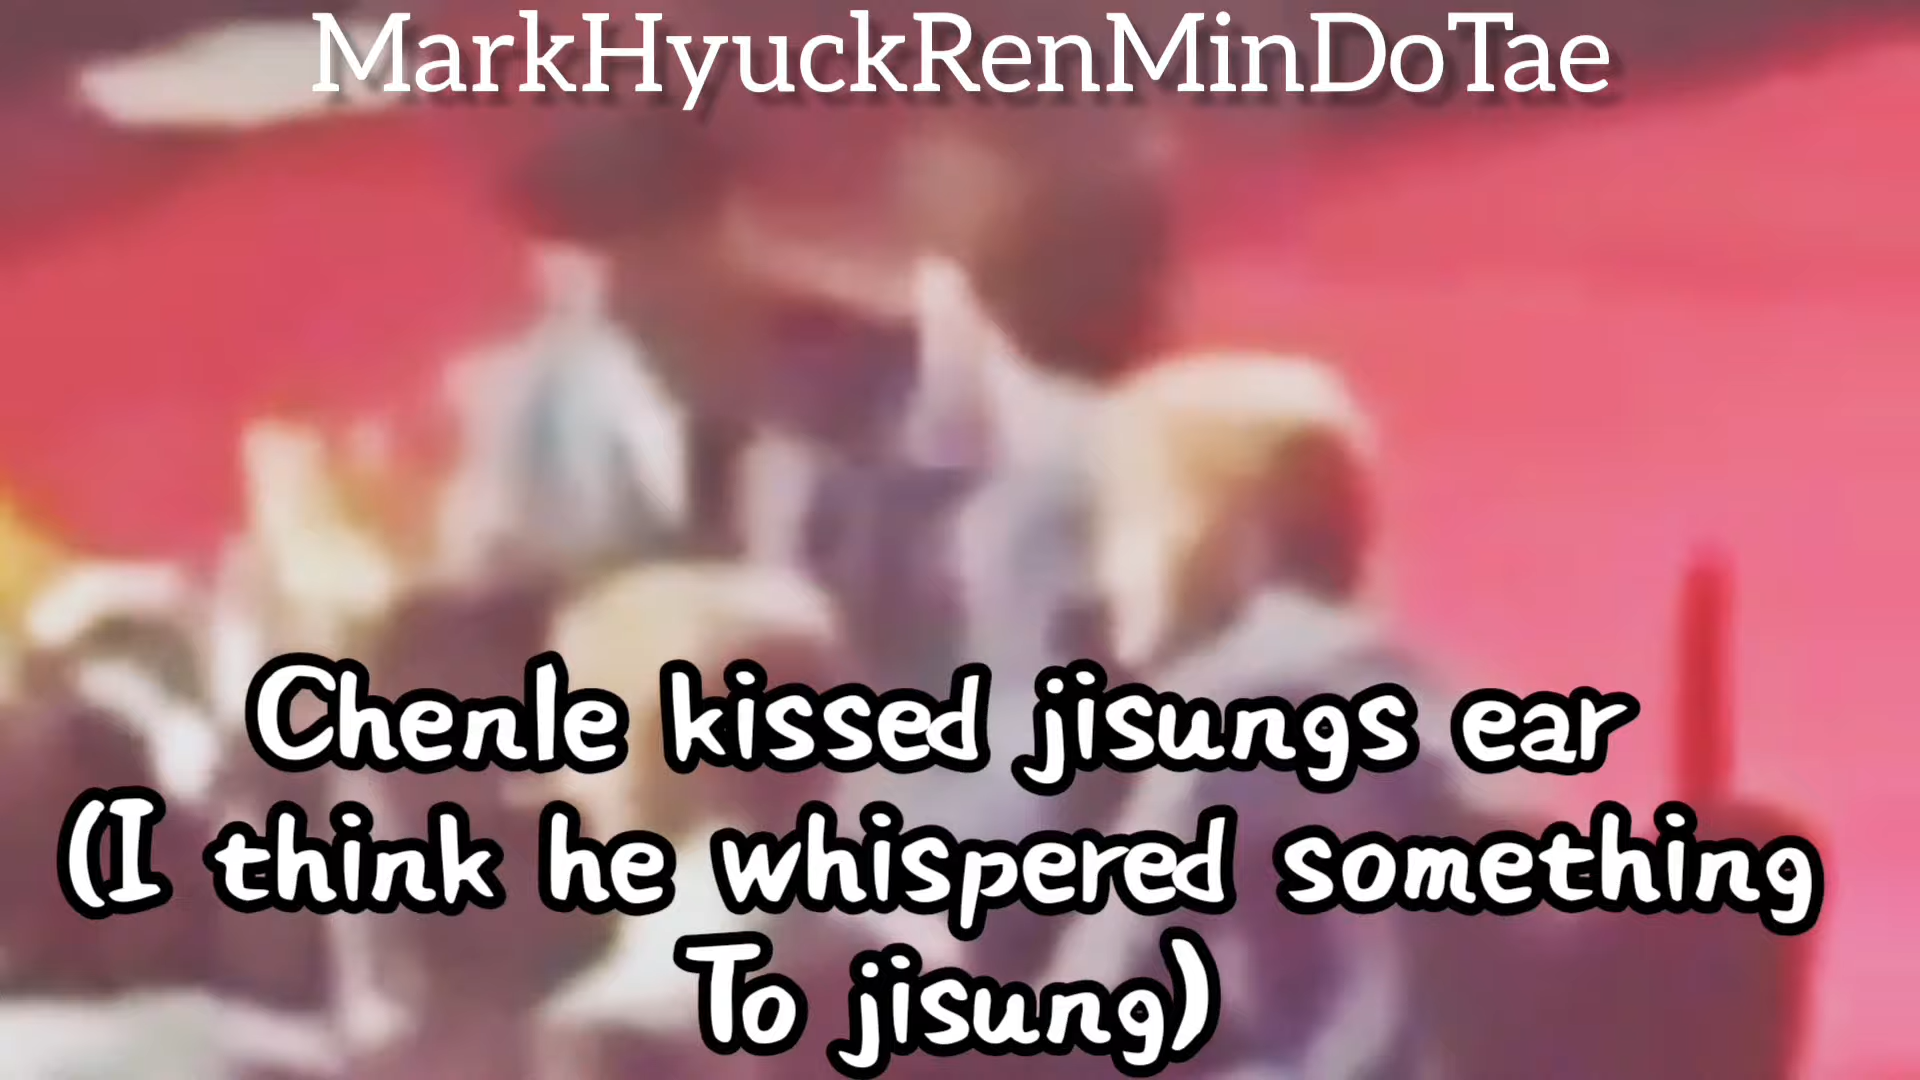 MarkHyuckRenMinDoTae
Chenle kissed jisungs ear
(I think he whispered something
To jisung)